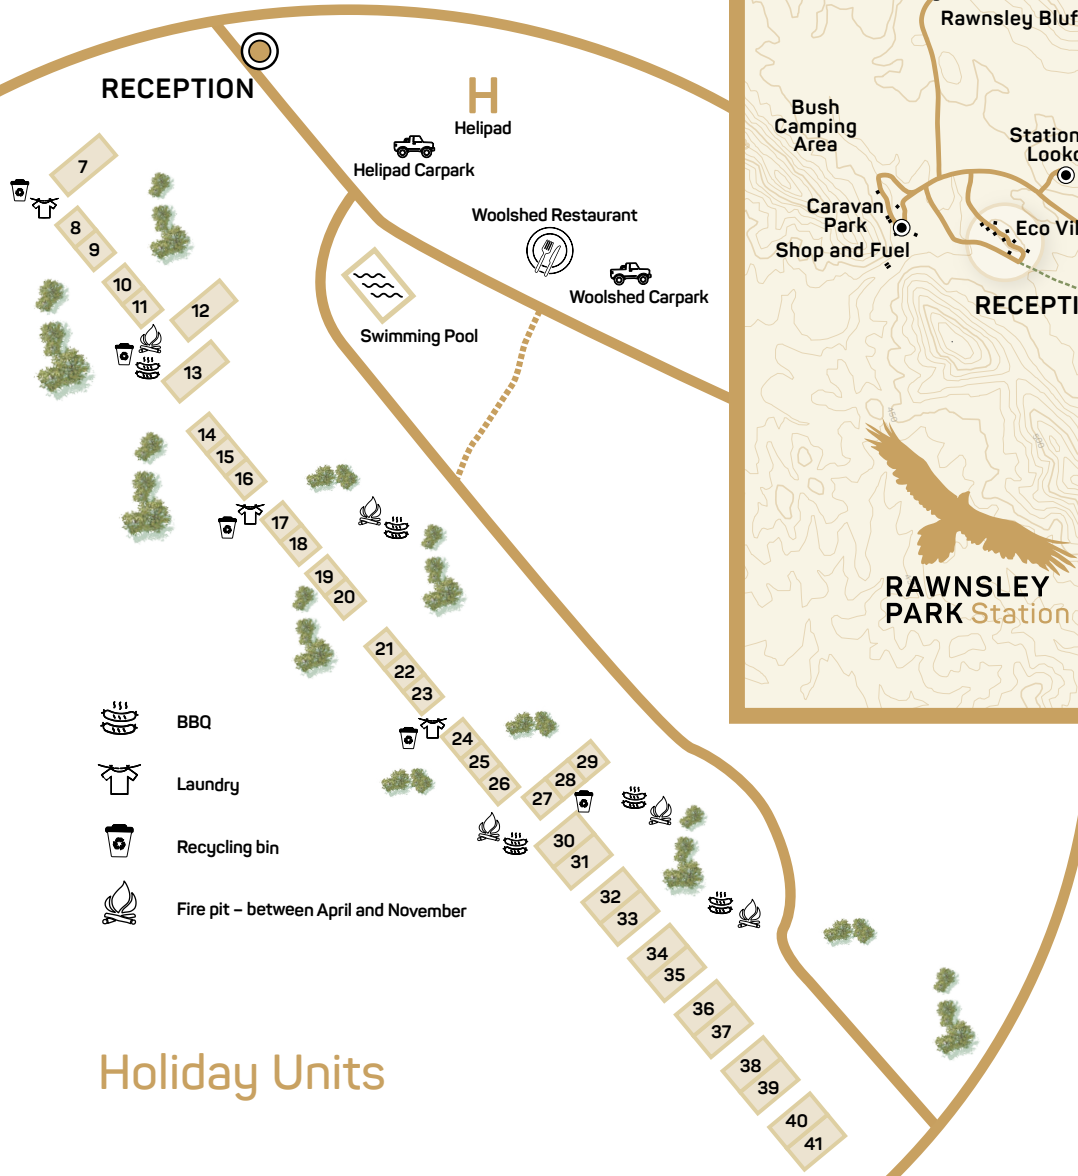 RECEPTION
H
Helipad
Helipad Carpark
Woolshed Restaurant
Woolshed Carpark
Swimming Pool
7
8
9
10
11
12
13
14
15
16
17
18
19
20
21
22
23
24
25
26
27
28
29
30
31
32
33
34
35
36
37
38
39
40
41
BBQ
Laundry
Recycling bin
Fire pit – between April and November
Holiday Units
Rawnsley Bluf
Bush
Camping
Area
Station
Looko
Caravan
Park
Shop and Fuel
Eco Vil
RECEPTI
RAWNSLEY
PARK Station